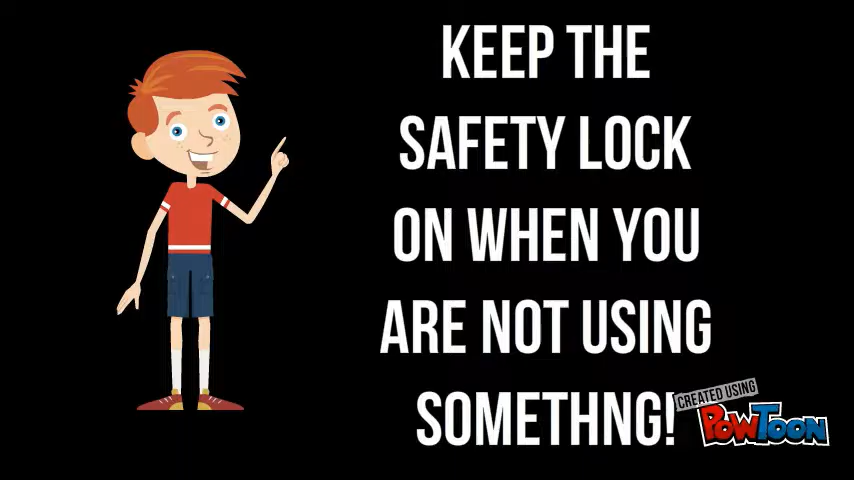 KEEP THE
SAFETY LOCK
ON WHEN YOU
ARE NOT USING
SOMETHNG!
CREATED USING
POWTOON